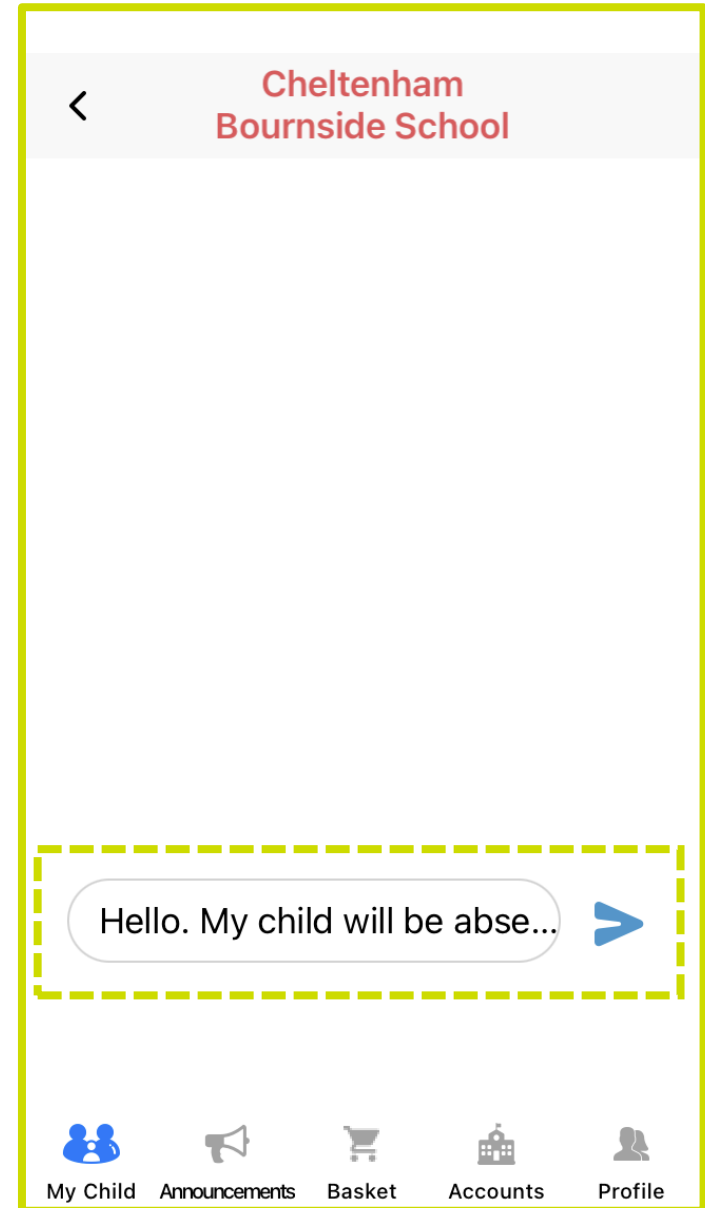 Cheltenham
Bournside School
Hello. My child will be abse...
My Child Announcements Basket Accounts Profile